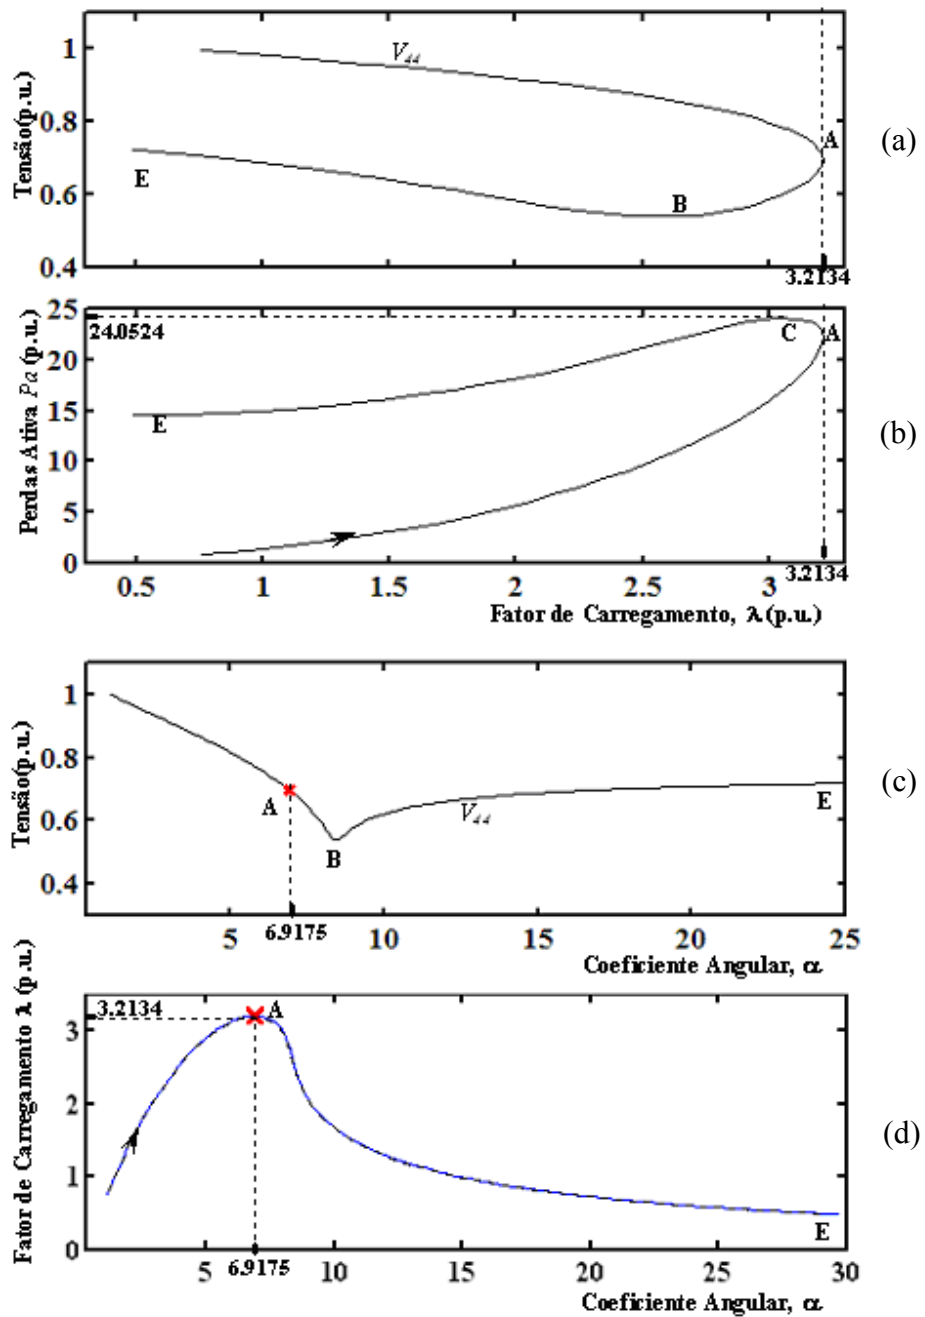 1
V₄₄
Tensão(p.u.)
0.8
A
(a)
0.6
E
B
0.4
3.2134
25
24.0524
C
A
20
Perdas Ativa Pa (p.u.)
15
E
(b)
10
5
0
0.5 1 1.5 2 2.5 3
3.2134
Fator de Carregamento, λ (p.u.)
1
Tensão(p.u.)
0.8
A
E
(c)
V₄₄
0.6
B
0.4
5 6.9175 10 15 20 25
Coeficiente Angular, α
Fator de Carregamento λ (p.u.)
3.2134
A
3
2
(d)
1
E
0
5 6.9175 10 15 20 25 30
Coeficiente Angular, α